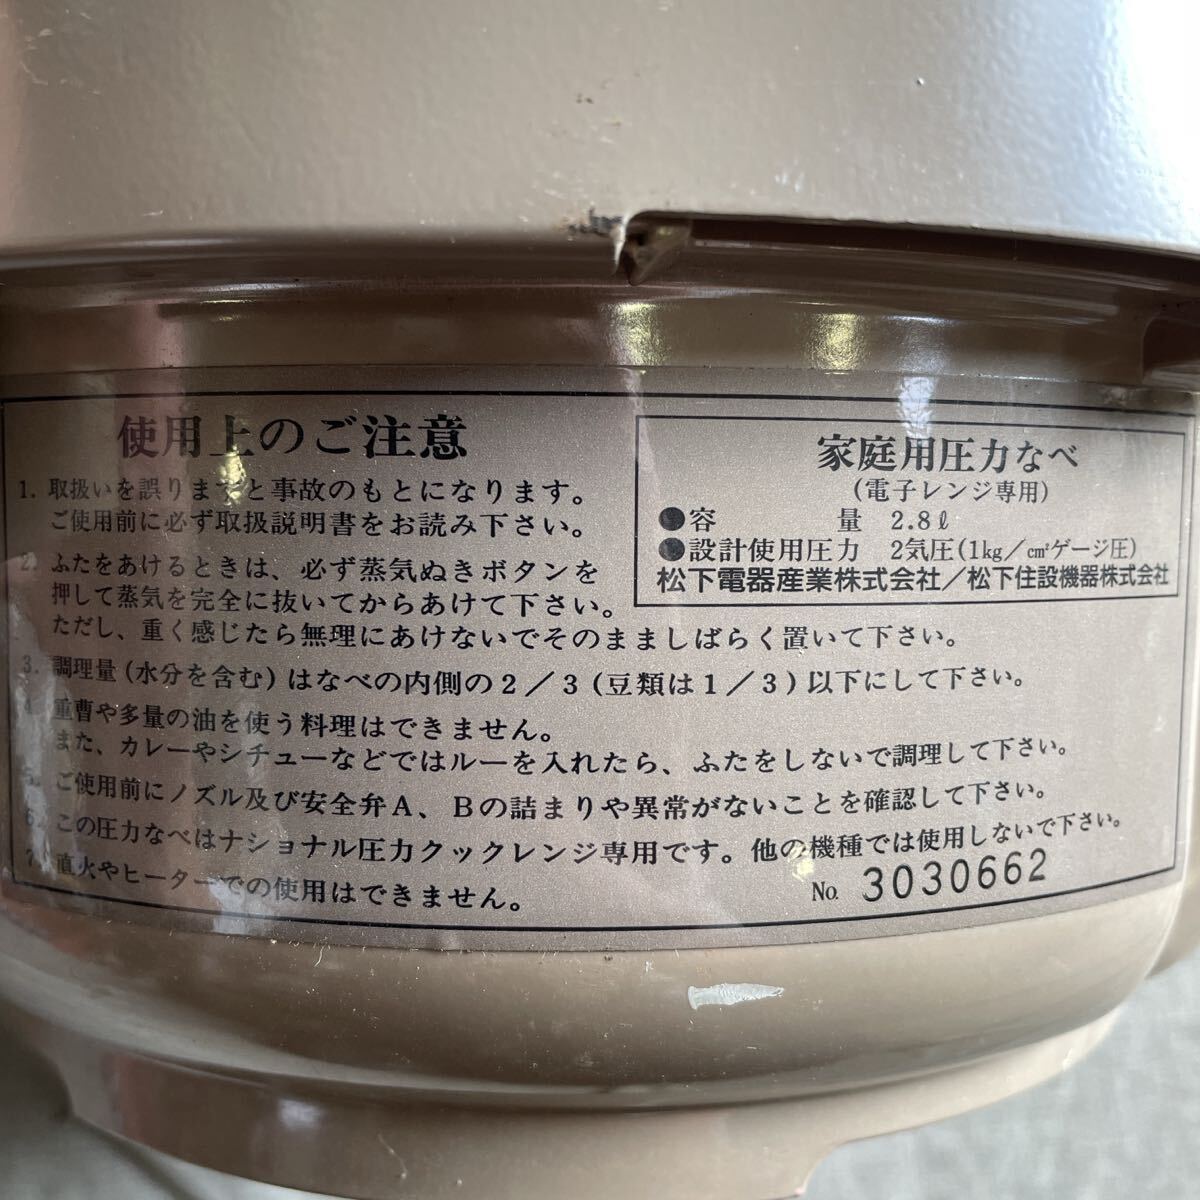 使用上のご注意
1. 取扱いを誤りますと事故のもとになります。
ご使用前に必ず取扱説明書をお読み下さい。
2. ふたをあけるときは、必ず蒸気ぬきボタンを
押して蒸気を完全に抜いてからあけて下さい。
ただし、重く感じたら無理にあけないでそのまましばらく置いて下さい。
3. 調理量(水分を含む)はなべの内側の2/3(豆類は1/3)以下にして下さい。
4. 重曹や多量の油を使う料理はできません。
また、カレーやシチューなどではルーを入れたら、ふたをしないで調理して下さい。
5. ご使用前にノズル及び安全弁A、Bの詰まりや異常がないことを確認して下さい。
6. この圧力なべはナショナル圧力クックレンジ専用です。他の機種では使用しないで下さい。
7. 直火やヒーターでの使用はできません。
家庭用圧力なべ
(電子レンジ専用)
●容 量 2.8ℓ
●設計使用圧力 2気圧(1kg/cm²ゲージ圧)
松下電器産業株式会社/松下住設機器株式会社
No. 3030662